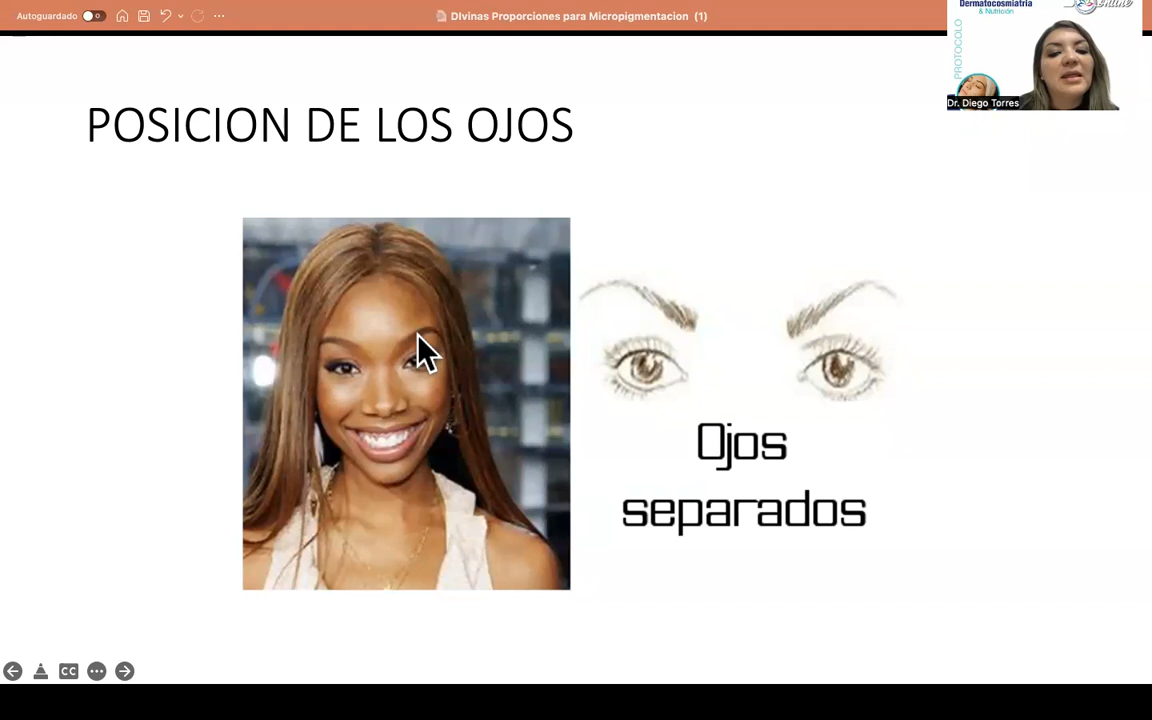 Autoguardado
DIvinas Proporciones para Micropigmentacion (1)
Dermatocosmiatria
& Nutrición
online
PROTOCOLO
Dr. Diego Torres
POSICION DE LOS OJOS
Ojos
separados
CC